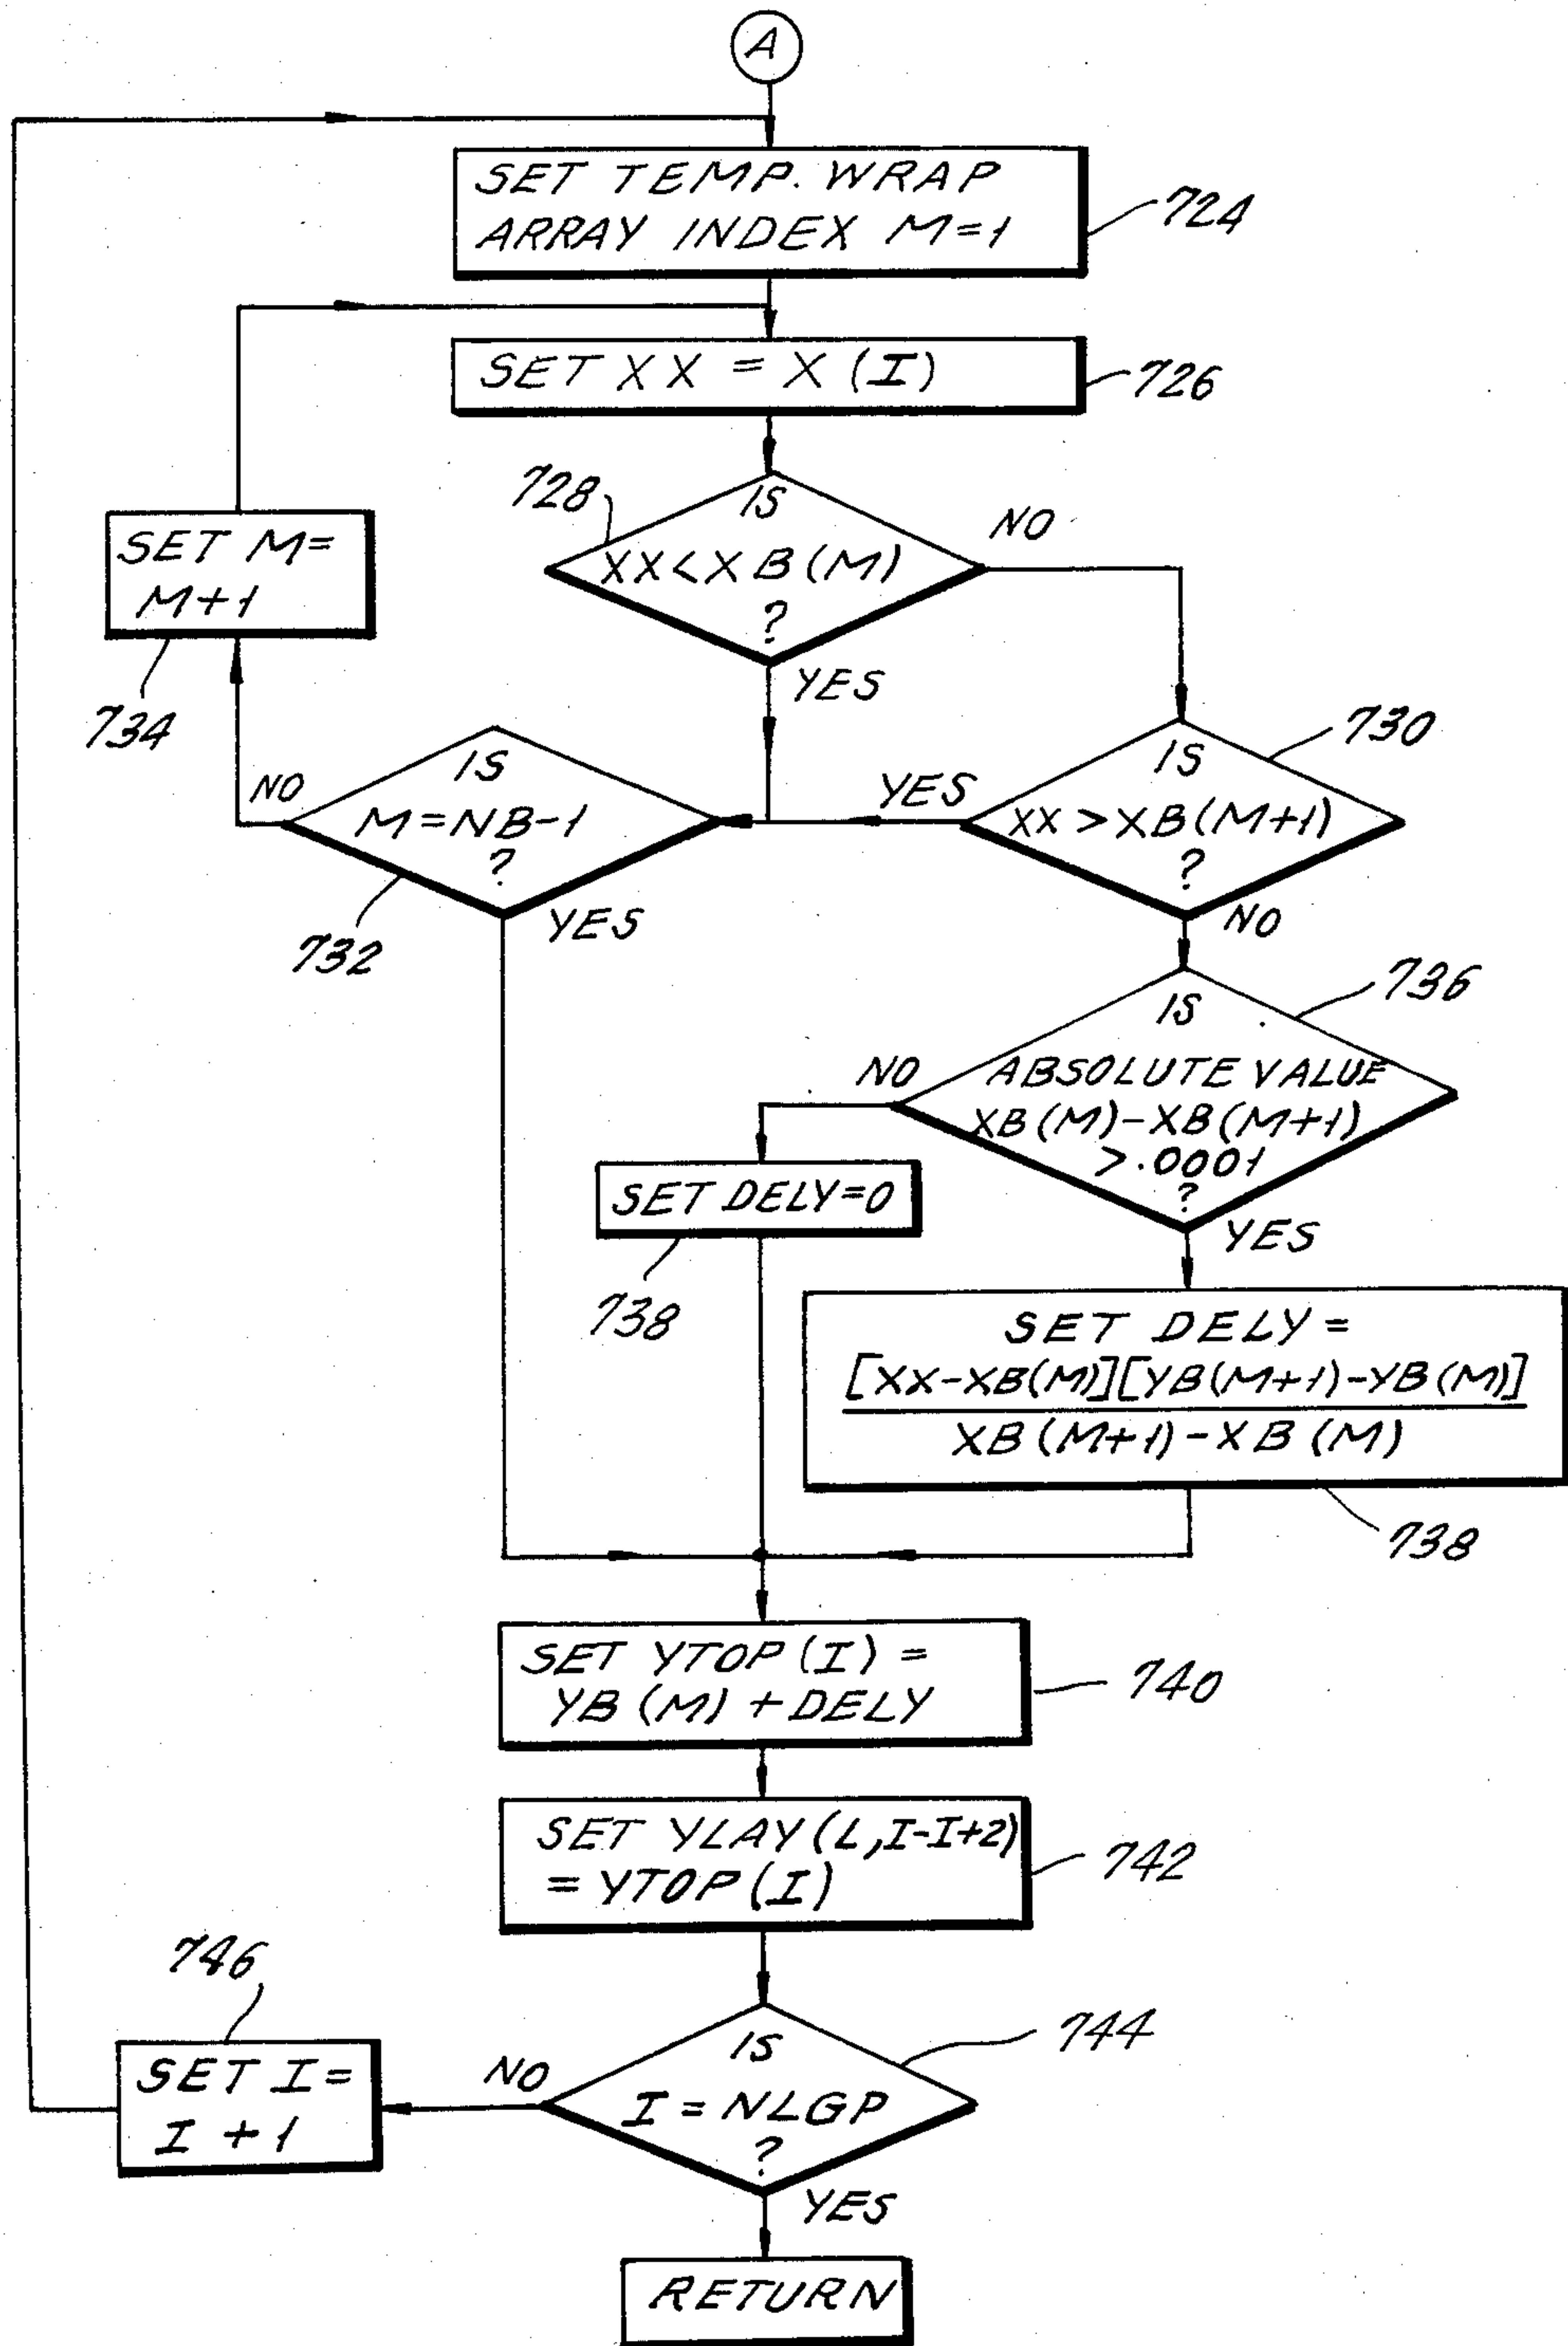 A
SET TEMP. WRAP
ARRAY INDEX M=1
724
SET XX = X (I)
726
728
IS
XX<XB(M)
?
NO
YES
SET M=
M+1
734
730
IS
XX>XB(M+1)
?
YES
NO
IS
M=NB-1
?
NO
YES
732
736
IS
ABSOLUTE VALUE
XB(M)-XB(M+1)
>.0001
?
NO
YES
SET DELY=0
738
SET DELY=
[XX-XB(M)][YB(M+1)-YB(M)]
XB(M+1)-XB(M)
738
SET YTOP(I)=
YB(M)+DELY
740
SET YLAY(L,I-I+2)
=YTOP(I)
742
746
SET I=
I+1
744
IS
I=NLGP
?
NO
YES
RETURN